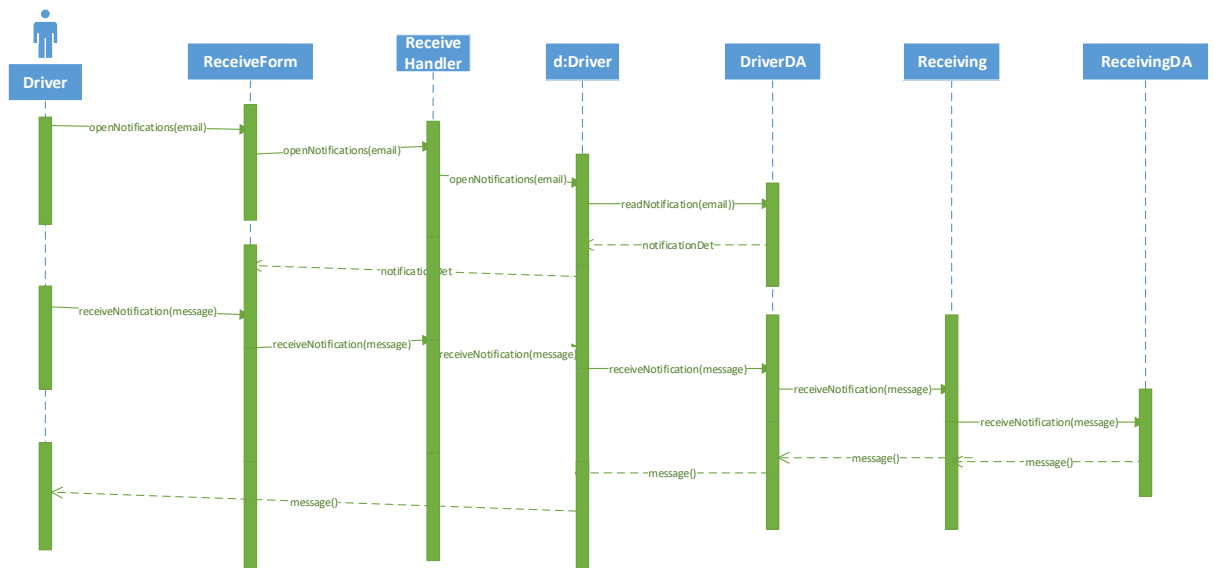 Receive
Handler
ReceiveForm
d:Driver
DriverDA
Receiving
ReceivingDA
Driver
openNotifications(email)
openNotifications(email)
openNotifications(email)
readNotification(email))
notificationDet
notificationDet
receiveNotification(message)
receiveNotification(message)
receiveNotification(message)
receiveNotification(message)
receiveNotification(message)
receiveNotification(message)
message()
message()
message()
message()